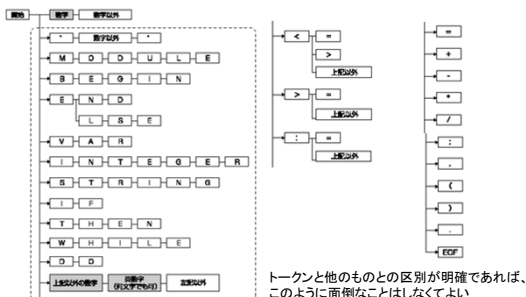 開始 数字 数字以外
" 数字以外 "
M O D U L E
B E G I N
E N D
L S E
V A R
I N T E G E R
S T R I N G
I F
T H E N
W H I L E
D O
上記以外の数字 英数字 (列文字でも可) 左記以外
< =
>
上記以外
> =
上記以外
: =
上記以外
=
+
-
*
/
;
,
(
)
.
EOF
トークンと他のものとの区別が明確であれば、
このように面倒なことはしなくてよい